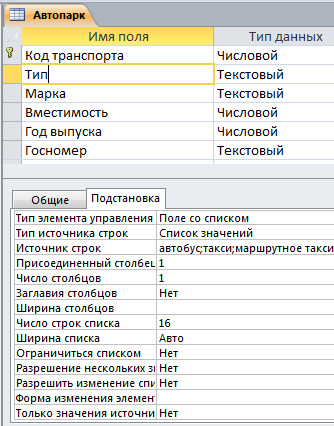 Автопарк
Имя поля Тип данных
Код транспорта Числовой
Тип Текстовый
Марка Текстовый
Вместимость Числовой
Год выпуска Числовой
Госномер Текстовый
Общие Подстановка
Тип элемента управления Поле со списком
Тип источника строк Список значений
Источник строк автобус;такси;маршрутное такси
Присоединенный столбец 1
Число столбцов 1
Заглавия столбцов Нет
Ширина столбцов
Число строк списка 16
Ширина списка Авто
Ограничиться списком Нет
Разрешение нескольких зн Нет
Разрешить изменение спи Нет
Форма изменения элемен
Только значения источни Нет